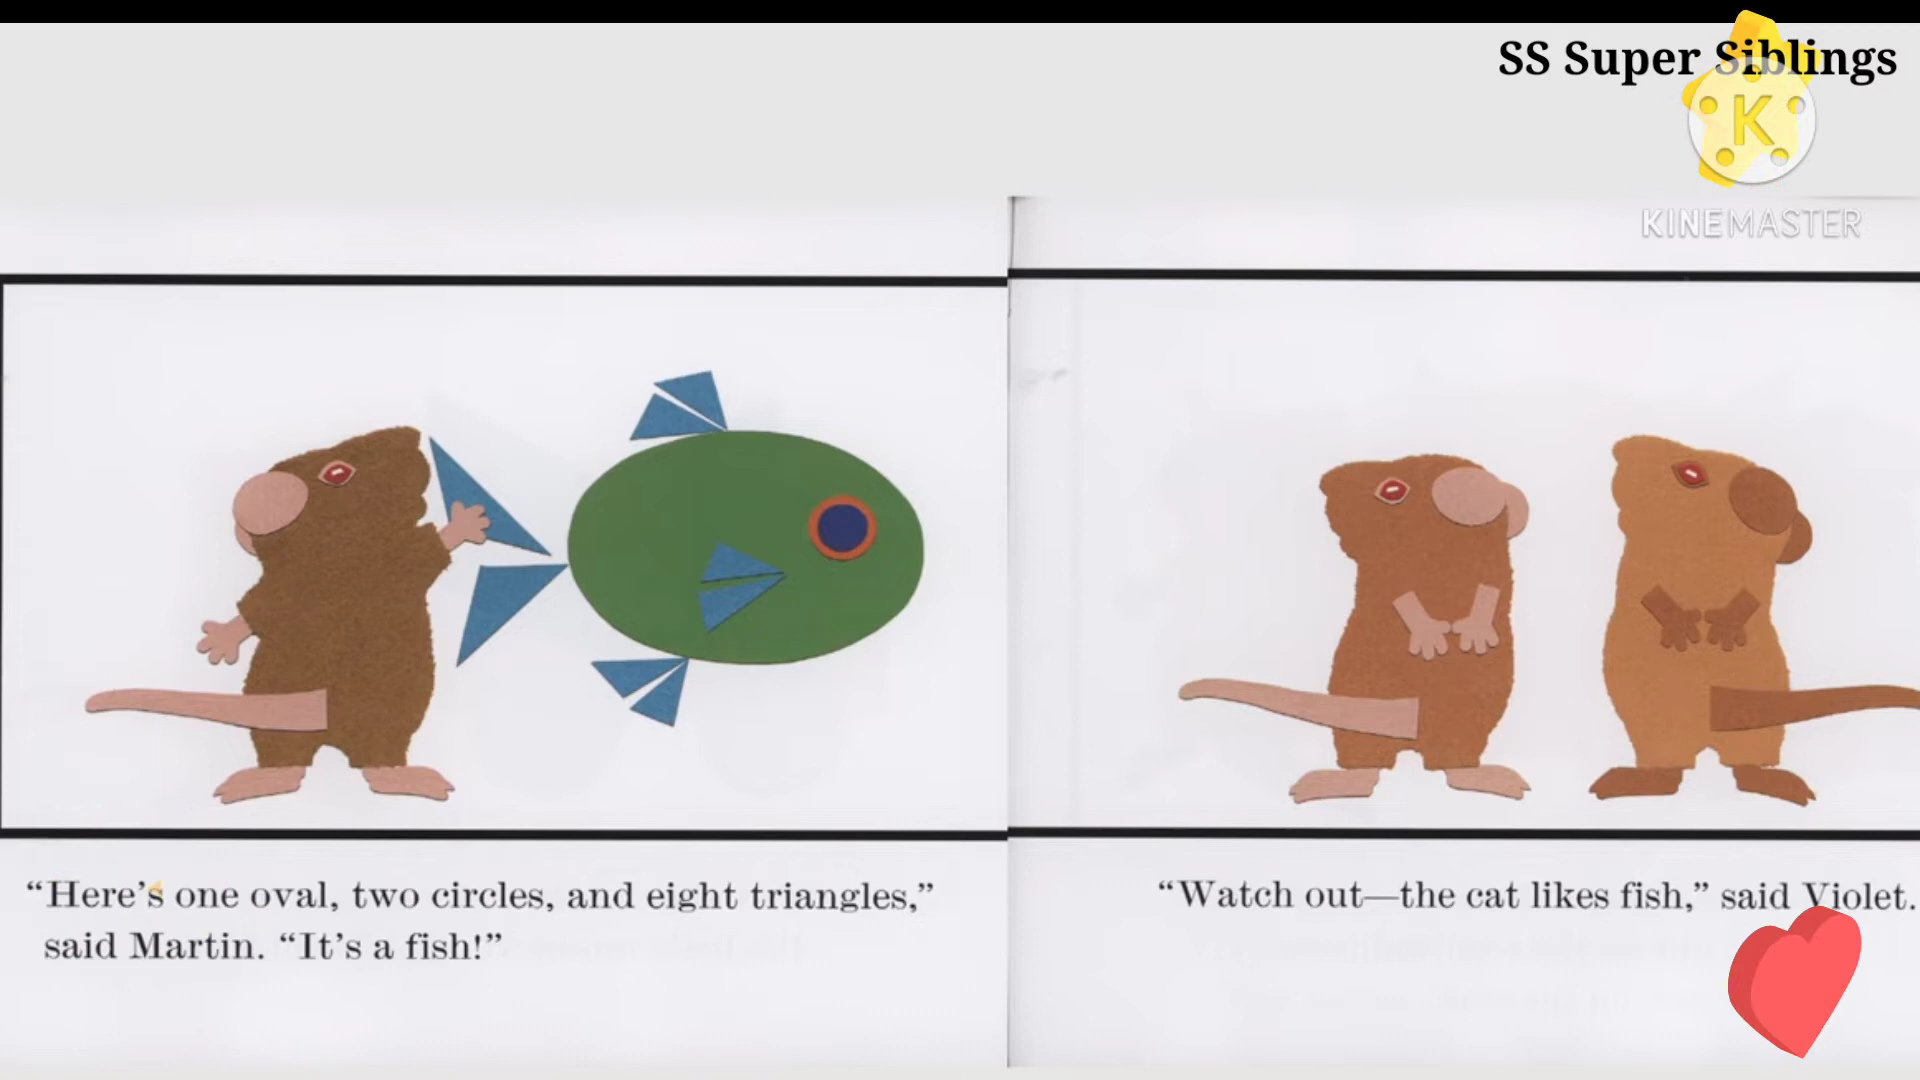 SS Super Siblings
K
KINEMASTER
“Here’s one oval, two circles, and eight triangles,”
said Martin. “It’s a fish!”
“Watch out—the cat likes fish,” said Violet.